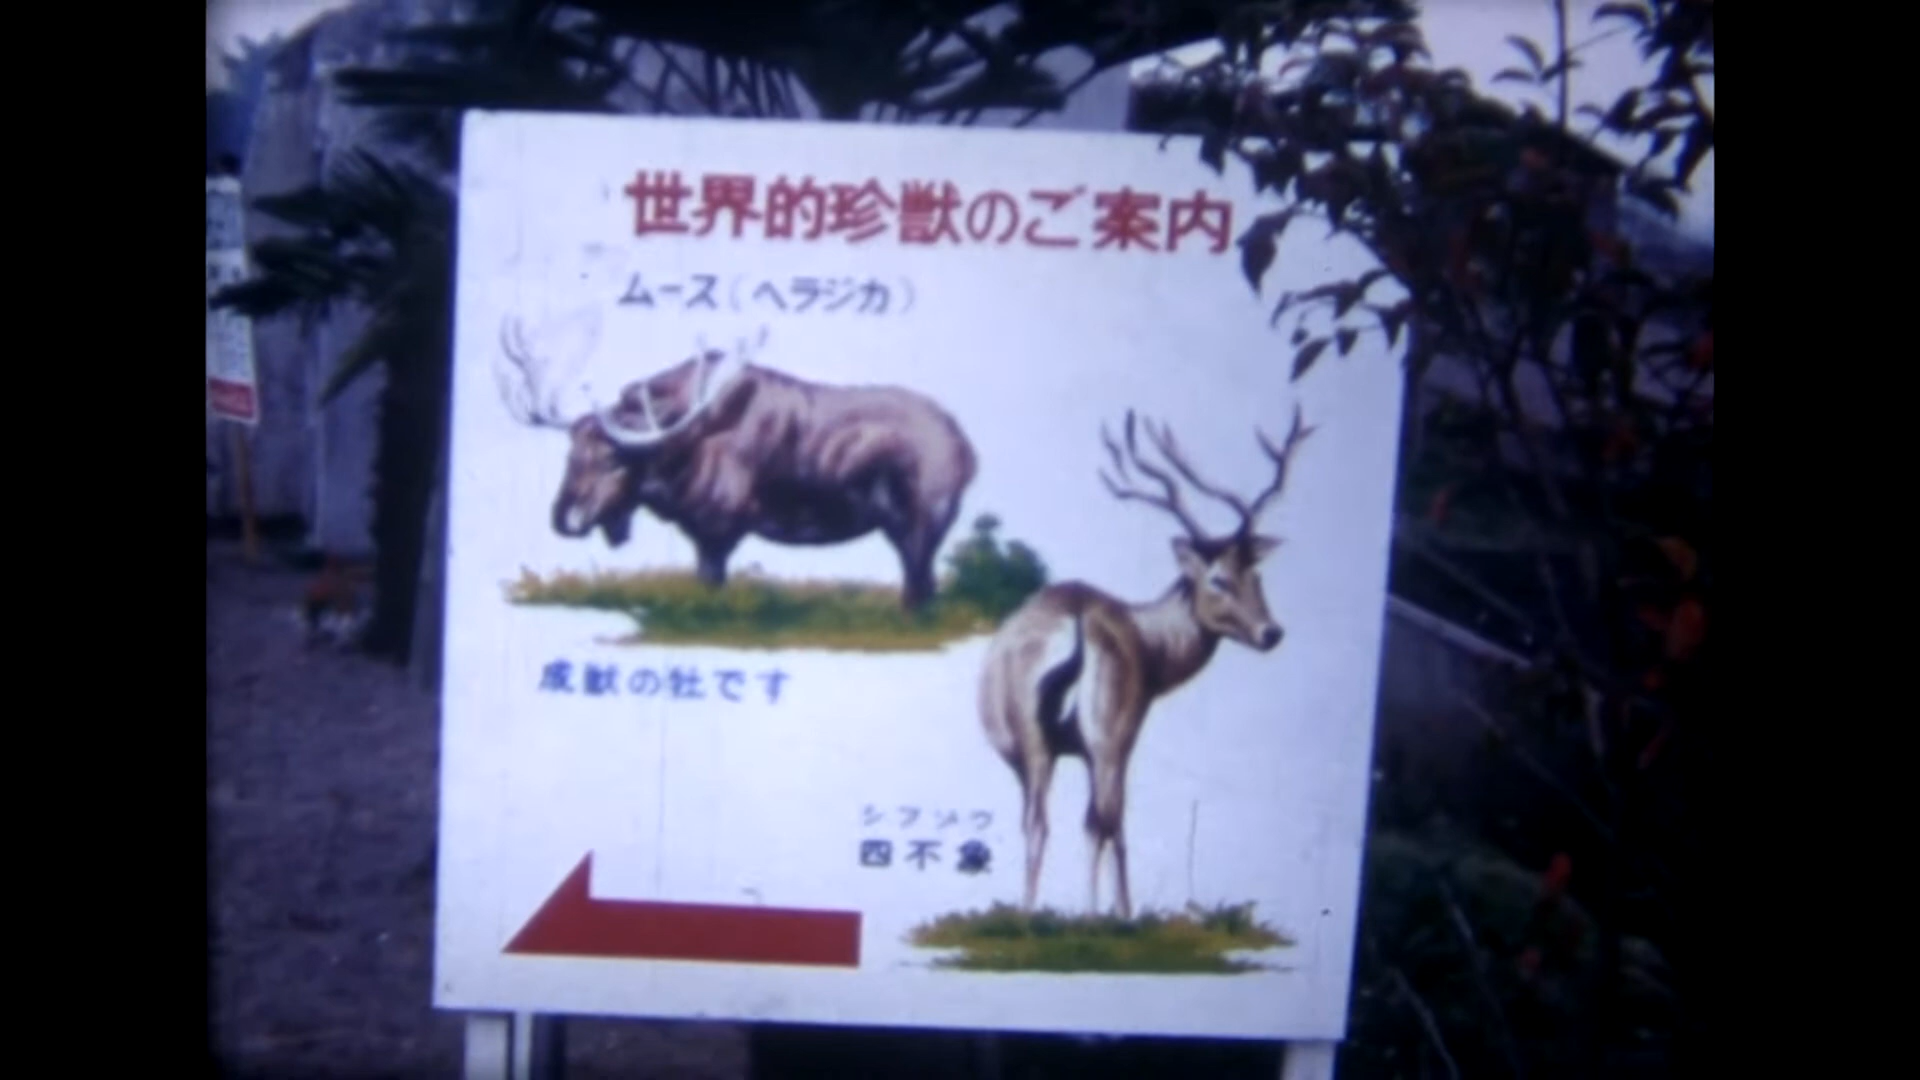 世界的珍獣のご案内
ムース(ヘラジカ)
成獣の牡です
シフゾウ
四不象